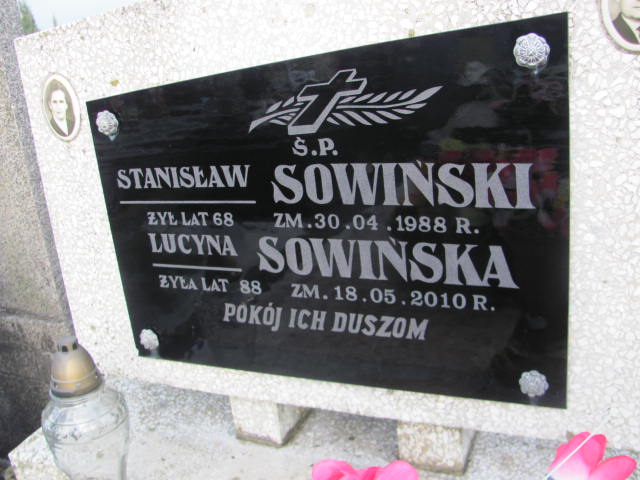 Ś.P.
STANISŁAW SOWIŃSKI
ŻYŁ LAT 68 ZM. 30.04.1988 R.
LUCYNA SOWIŃSKA
ŻYŁA LAT 88 ZM. 18.05.2010 R.
POKÓJ ICH DUSZOM